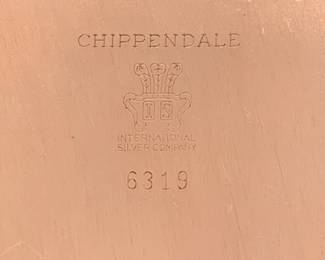 CHIPPENDALE
I S
INTERNATIONAL
SILVER COMPANY
6319